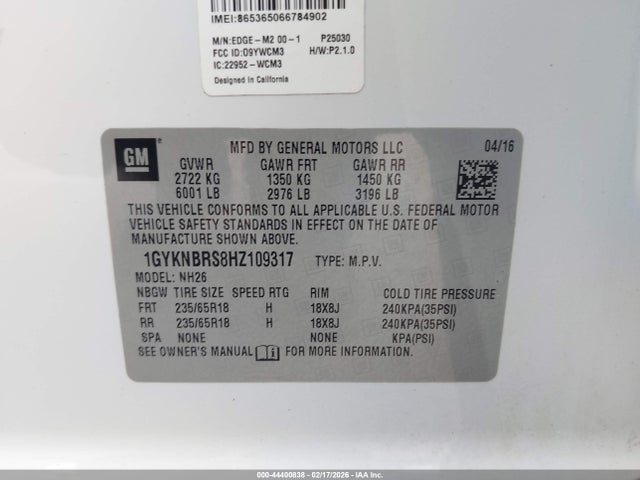 IMEI:865365066784902
M/N:EDGE-M2 00-1 P25030
FCC ID:09YWCM3 H/W:P2.1.0
IC:22952-WCM3
Designed in California
GM MFD BY GENERAL MOTORS LLC 04/16
GVWR GAWR FRT GAWR RR
2722 KG 1350 KG 1450 KG
6001 LB 2976 LB 3196 LB
THIS VEHICLE CONFORMS TO ALL APPLICABLE U.S. FEDERAL MOTOR
VEHICLE SAFETY STANDARDS IN EFFECT ON THE DATE OF
MANUFACTURE SHOWN ABOVE.
1GYKNBRS8HZ109317 TYPE: M.P.V.
MODEL: NH26
NBGW TIRE SIZE SPEED RTG RIM COLD TIRE PRESSURE
FRT 235/65R18 H 18X8J 240KPA(35PSI)
RR 235/65R18 H 18X8J 240KPA(35PSI)
SPA NONE NONE KPA(PSI)
SEE OWNER'S MANUAL FOR MORE INFORMATION.
000-44400838 - 02/17/2026 - IAA